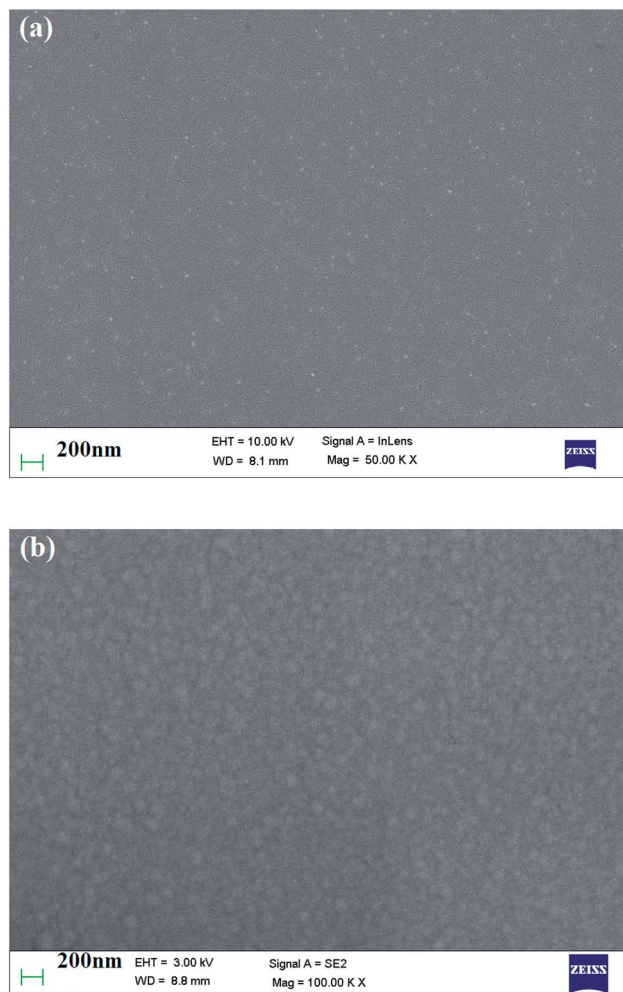 (a)
200nm
EHT = 10.00 kV Signal A = InLens
WD = 8.1 mm Mag = 50.00 K X
ZEISS
(b)
200nm
EHT = 3.00 kV Signal A = SE2
WD = 8.8 mm Mag = 100.00 K X
ZEISS